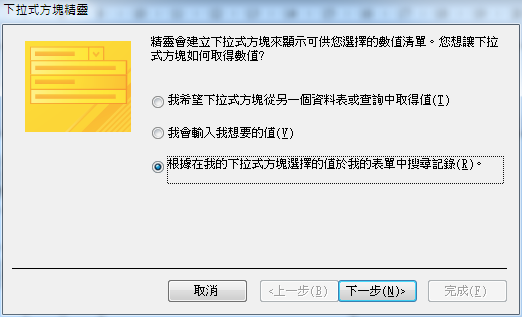 下拉式方塊精靈
精靈會建立下拉式方塊來顯示可供您選擇的數值清單。您想讓下拉
式方塊如何取得數值?
我希望下拉式方塊從另一個資料表或查詢中取得值(T)
我會輸入我想要的值(V)
根據在我的下拉式方塊選擇的值於我的表單中搜尋記錄(R)。
取消
<上一步(B)
下一步(N)>
完成(F)